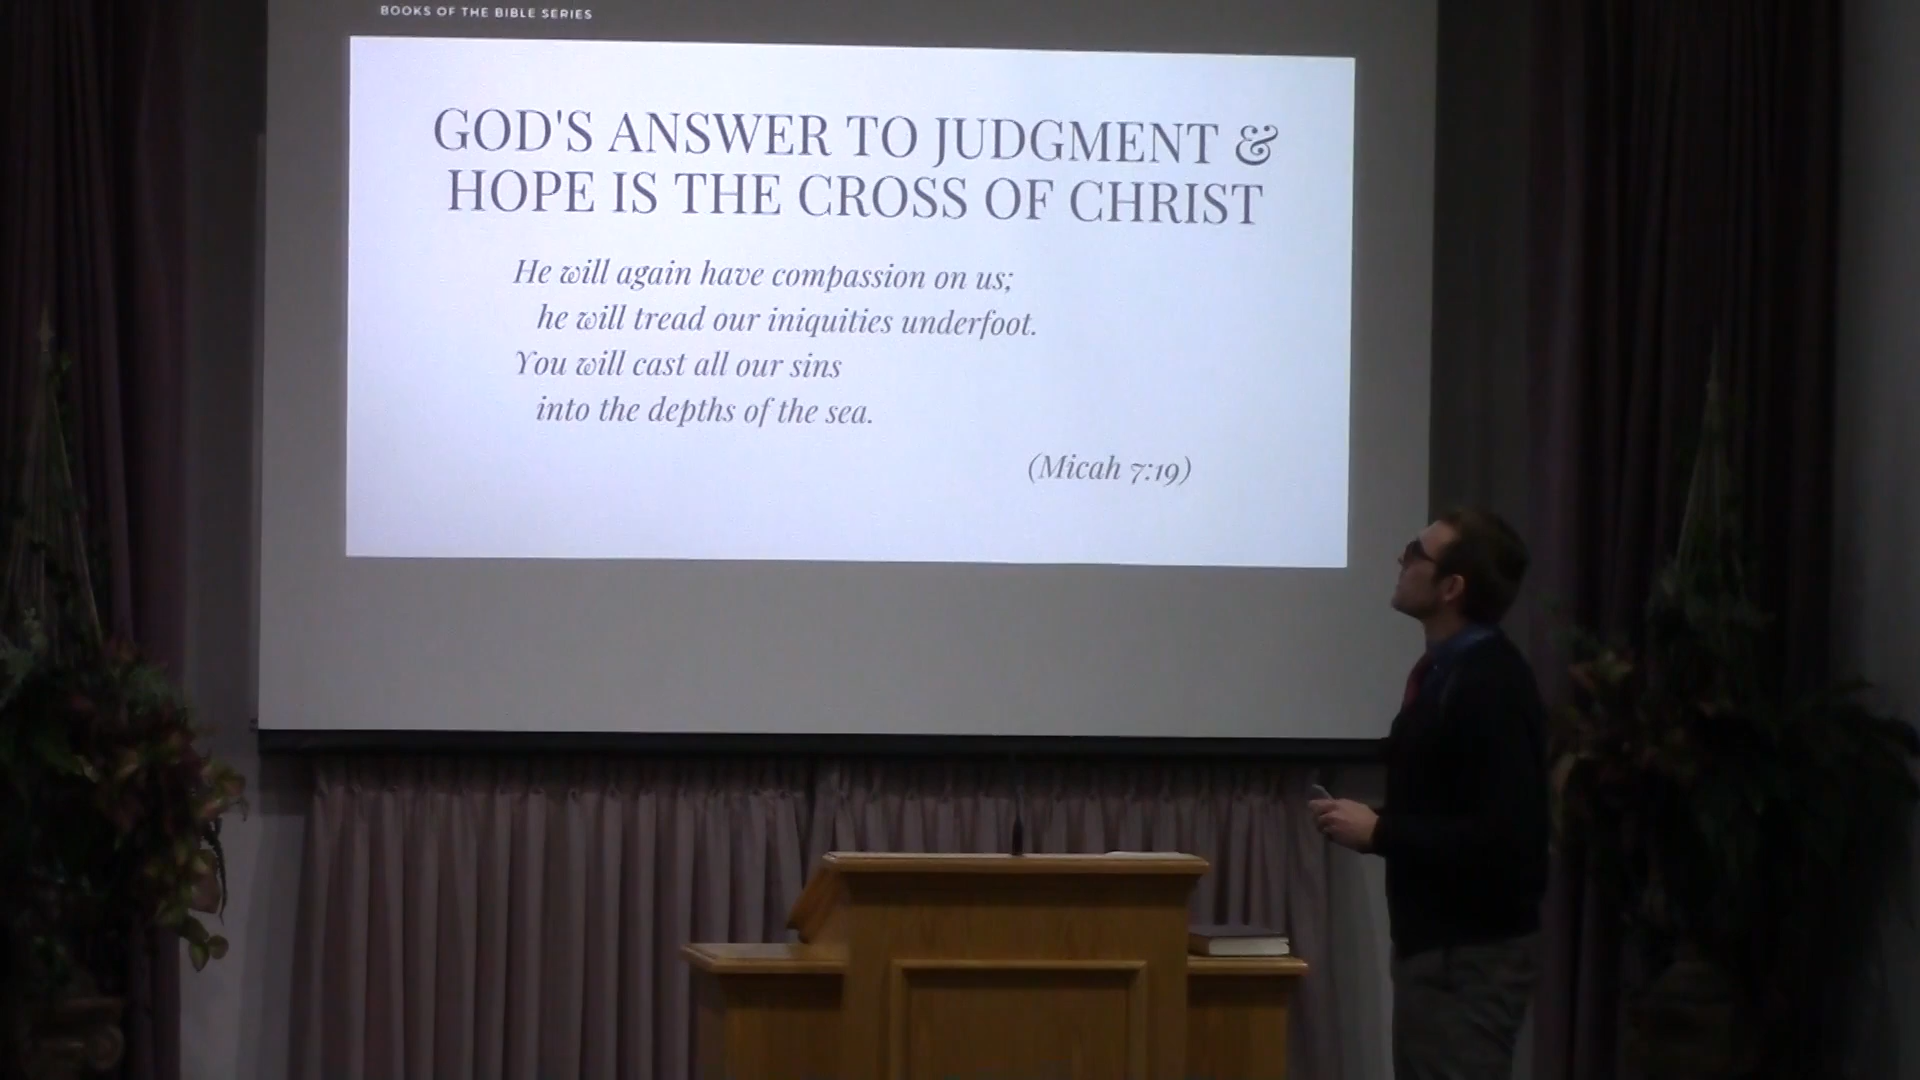 BOOKS OF THE BIBLE SERIES
GOD'S ANSWER TO JUDGMENT &
HOPE IS THE CROSS OF CHRIST
He will again have compassion on us;
he will tread our iniquities underfoot.
You will cast all our sins
into the depths of the sea.
(Micah 7:19)